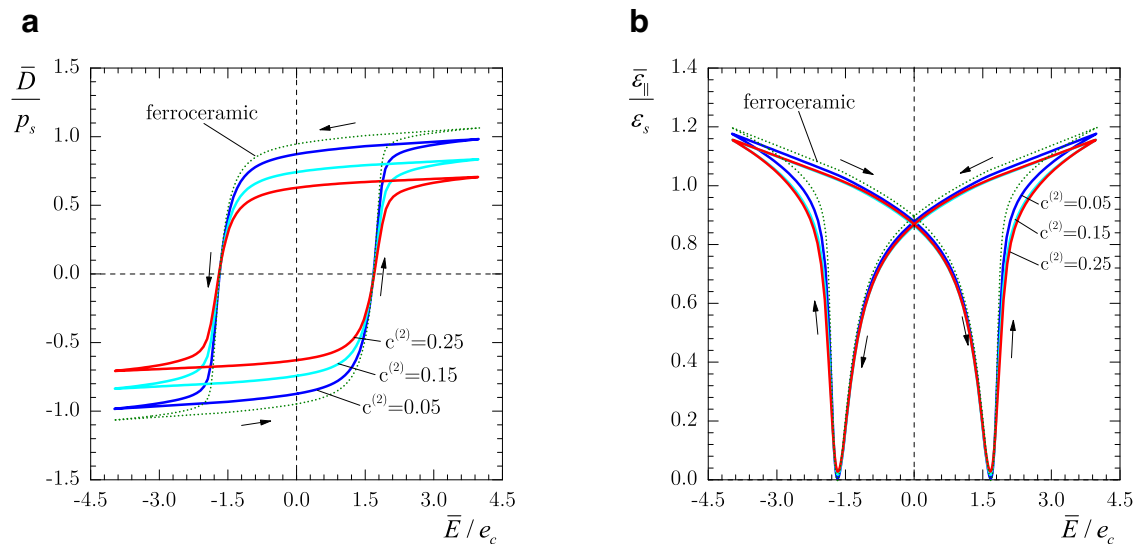 a
D̅
p_s
1.5
1.0
0.5
0.0
-0.5
-1.0
-1.5
ferroceramic
c^(2)=0.25
c^(2)=0.15
c^(2)=0.05
-4.5 -3.0 -1.5 0.0 1.5 3.0 4.5
E̅ / e_c
b
ε̅_||
ε_s
1.4
1.2
1.0
0.8
0.6
0.4
0.2
0.0
ferroceramic
c^(2)=0.05
c^(2)=0.15
c^(2)=0.25
-4.5 -3.0 -1.5 0.0 1.5 3.0 4.5
E̅ / e_c